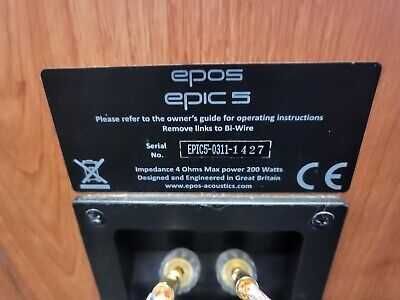 epos
epic 5
Please refer to the owner's guide for operating instructions
Remove links to Bi-Wire
Serial No. EPIC5-0311-1427
Impedance 4 Ohms Max power 200 Watts
Designed and Engineered in Great Britain
www.epos-acoustics.com
CE